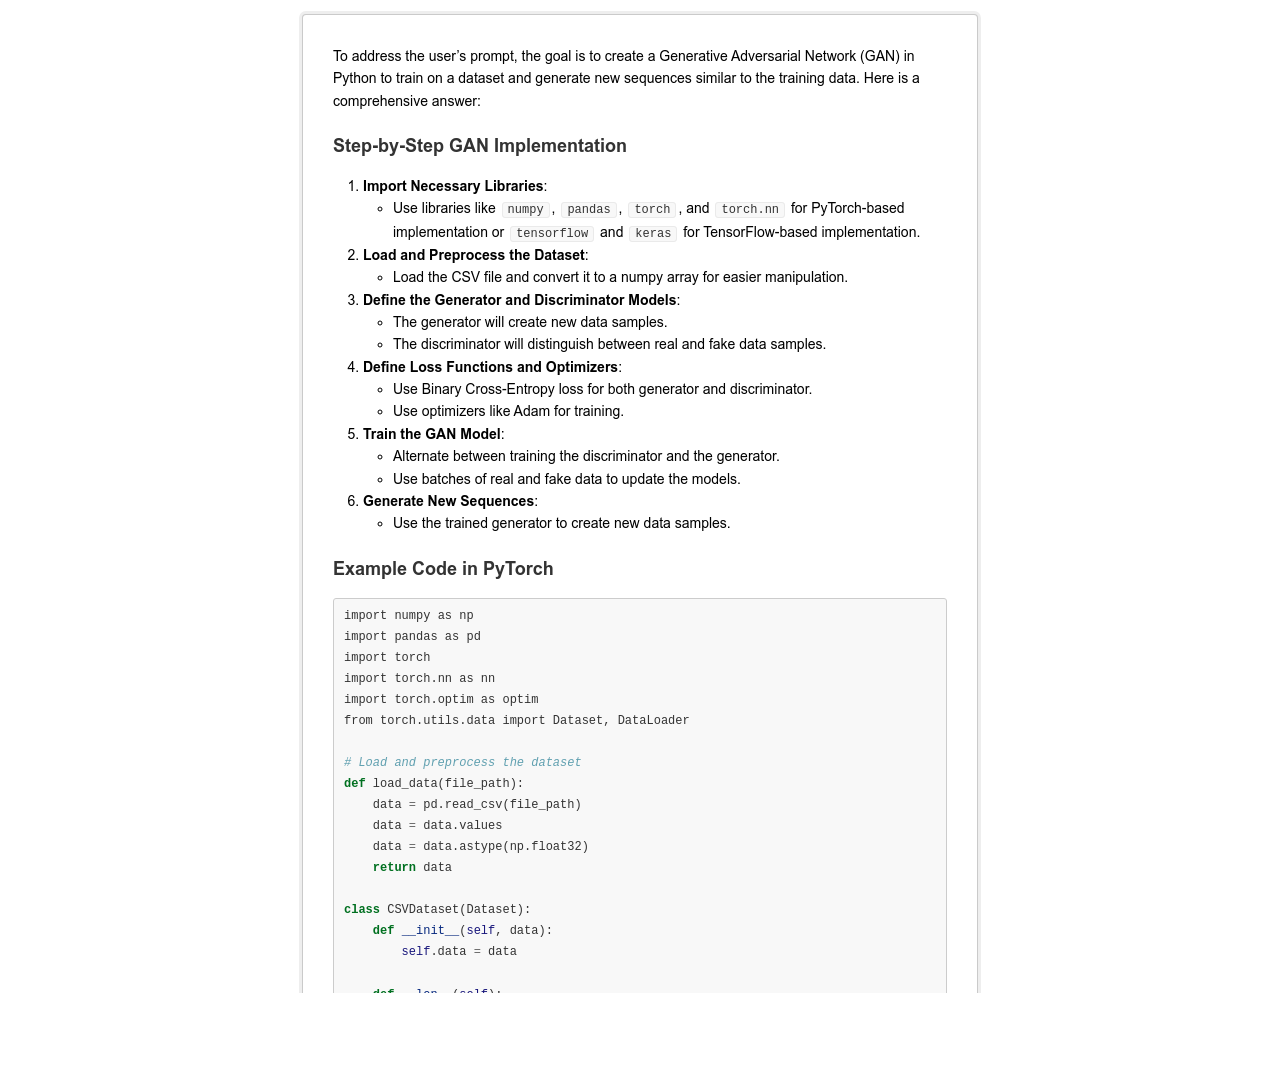 To address the user’s prompt, the goal is to create a Generative Adversarial Network (GAN) in
Python to train on a dataset and generate new sequences similar to the training data. Here is a
comprehensive answer:
Step-by-Step GAN Implementation
1. Import Necessary Libraries:
◦ Use libraries like numpy, pandas, torch, and torch.nn for PyTorch-based
implementation or tensorflow and keras for TensorFlow-based implementation.
2. Load and Preprocess the Dataset:
◦ Load the CSV file and convert it to a numpy array for easier manipulation.
3. Define the Generator and Discriminator Models:
◦ The generator will create new data samples.
◦ The discriminator will distinguish between real and fake data samples.
4. Define Loss Functions and Optimizers:
◦ Use Binary Cross-Entropy loss for both generator and discriminator.
◦ Use optimizers like Adam for training.
5. Train the GAN Model:
◦ Alternate between training the discriminator and the generator.
◦ Use batches of real and fake data to update the models.
6. Generate New Sequences:
◦ Use the trained generator to create new data samples.
Example Code in PyTorch
import numpy as np
import pandas as pd
import torch
import torch.nn as nn
import torch.optim as optim
from torch.utils.data import Dataset, DataLoader
# Load and preprocess the dataset
def load_data(file_path):
    data = pd.read_csv(file_path)
    data = data.values
    data = data.astype(np.float32)
    return data
class CSVDataset(Dataset):
    def __init__(self, data):
        self.data = data